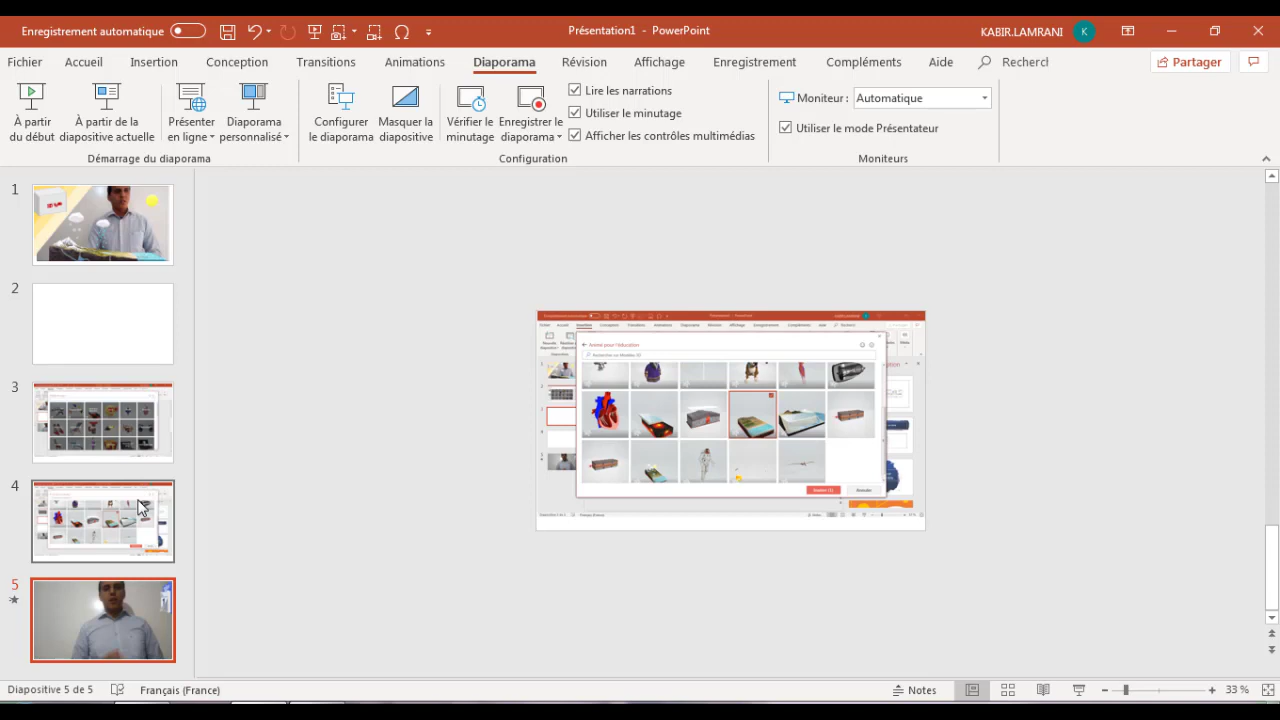 Enregistrement automatique
Présentation1 - PowerPoint
KABIR.LAMRANI
K
Fichier Accueil Insertion Conception Transitions Animations Diaporama Révision Affichage Enregistrement Compléments Aide Rechercl
Partager
À partir du début
À partir de la diapositive actuelle
Présenter en ligne
Diaporama personnalisé
Démarrage du diaporama
Configurer le diaporama
Masquer la diapositive
Vérifier le minutage
Enregistrer le diaporama
Lire les narrations
Utiliser le minutage
Afficher les contrôles multimédias
Configuration
Moniteur : Automatique
Utiliser le mode Présentateur
Moniteurs
1
2
3
4
5
Animé pour l'éducation
Diapositive 5 de 5
Français (France)
Notes
33 %